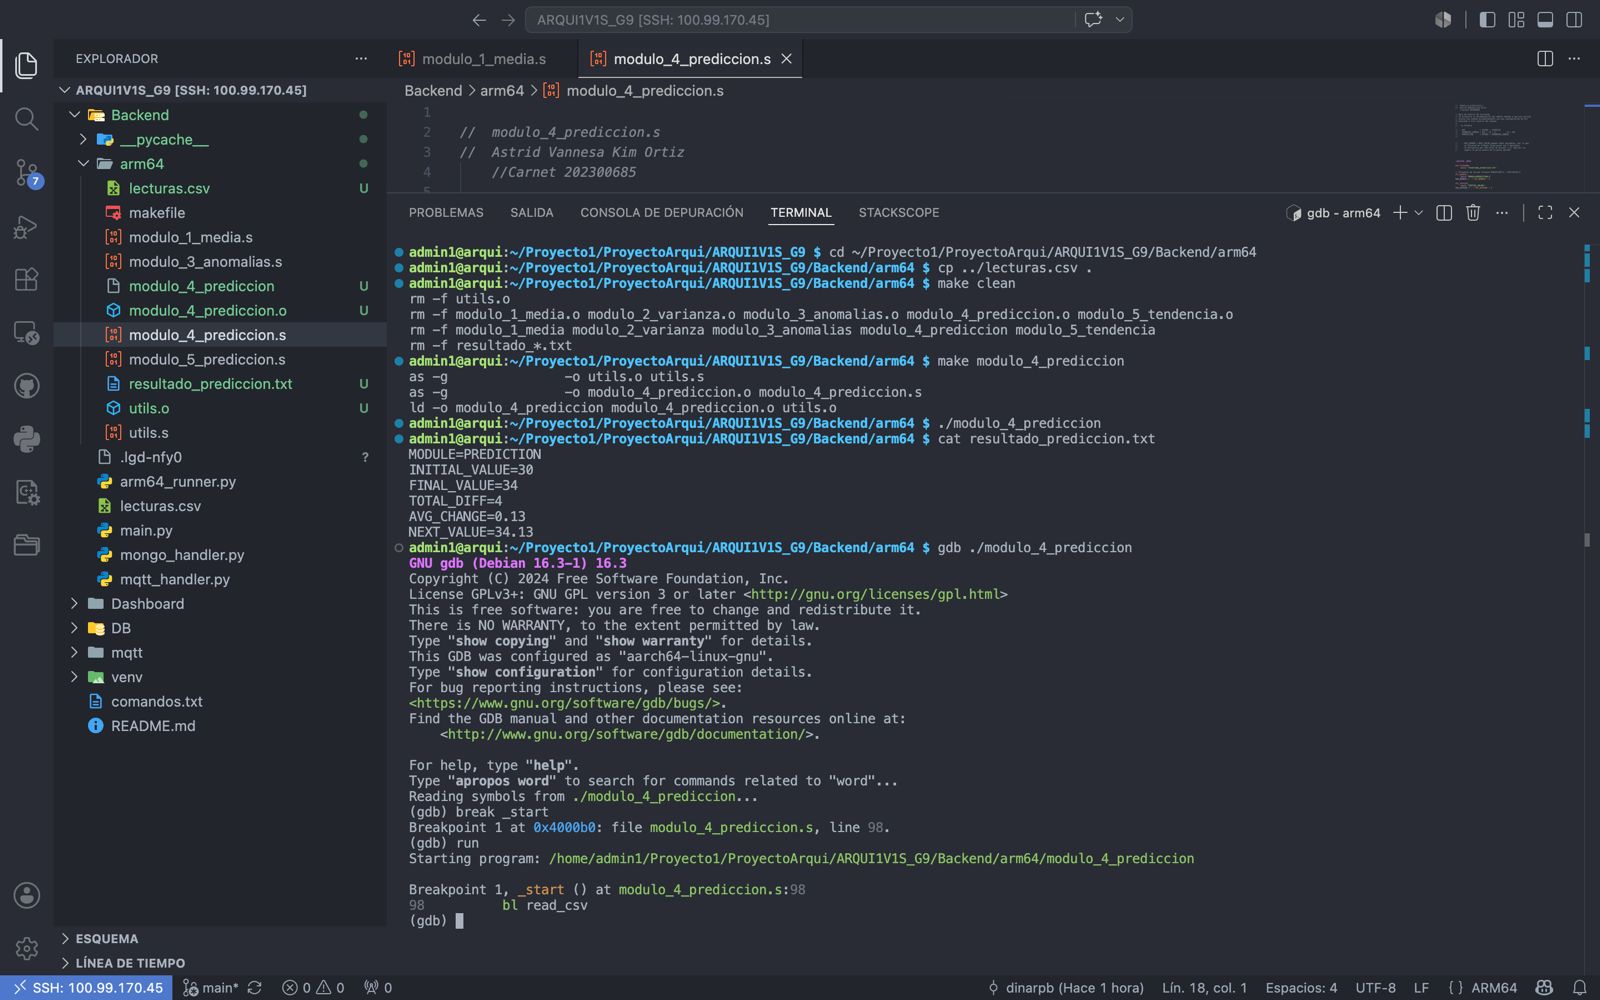 ARQUI1V1S_G9 [SSH: 100.99.170.45]
EXPLORADOR
modulo_1_media.s
modulo_4_prediccion.s
ARQUI1V1S_G9 [SSH: 100.99.170.45]
Backend
__pycache__
arm64
lecturas.csv U
makefile
modulo_1_media.s
modulo_3_anomalias.s
modulo_4_prediccion U
modulo_4_prediccion.o U
modulo_4_prediccion.s
modulo_5_prediccion.s
resultado_prediccion.txt U
utils.o U
utils.s
.lgd-nfy0 ?
arm64_runner.py
lecturas.csv
main.py
mongo_handler.py
mqtt_handler.py
Dashboard
DB
mqtt
venv
comandos.txt
README.md
ESQUEMA
LÍNEA DE TIEMPO
7
Backend > arm64 > modulo_4_prediccion.s
1
2 // modulo_4_prediccion.s
3 // Astrid Vannesa Kim Ortiz
4 //Carnet 202300685
5
PROBLEMAS SALIDA CONSOLA DE DEPURACIÓN TERMINAL STACKSCOPE
gdb - arm64
admin1@arqui:~/Proyecto1/ProyectoArqui/ARQUI1V1S_G9 $ cd ~/Proyecto1/ProyectoArqui/ARQUI1V1S_G9/Backend/arm64
admin1@arqui:~/Proyecto1/ProyectoArqui/ARQUI1V1S_G9/Backend/arm64 $ cp ../lecturas.csv .
admin1@arqui:~/Proyecto1/ProyectoArqui/ARQUI1V1S_G9/Backend/arm64 $ make clean
rm -f utils.o
rm -f modulo_1_media.o modulo_2_varianza.o modulo_3_anomalias.o modulo_4_prediccion.o modulo_5_tendencia.o
rm -f modulo_1_media modulo_2_varianza modulo_3_anomalias modulo_4_prediccion modulo_5_tendencia
rm -f resultado_*.txt
admin1@arqui:~/Proyecto1/ProyectoArqui/ARQUI1V1S_G9/Backend/arm64 $ make modulo_4_prediccion
as -g -o utils.o utils.s
as -g -o modulo_4_prediccion.o modulo_4_prediccion.s
ld -o modulo_4_prediccion modulo_4_prediccion.o utils.o
admin1@arqui:~/Proyecto1/ProyectoArqui/ARQUI1V1S_G9/Backend/arm64 $ ./modulo_4_prediccion
admin1@arqui:~/Proyecto1/ProyectoArqui/ARQUI1V1S_G9/Backend/arm64 $ cat resultado_prediccion.txt
MODULE=PREDICTION
INITIAL_VALUE=30
FINAL_VALUE=34
TOTAL_DIFF=4
AVG_CHANGE=0.13
NEXT_VALUE=34.13
admin1@arqui:~/Proyecto1/ProyectoArqui/ARQUI1V1S_G9/Backend/arm64 $ gdb ./modulo_4_prediccion
GNU gdb (Debian 16.3-1) 16.3
Copyright (C) 2024 Free Software Foundation, Inc.
License GPLv3+: GNU GPL version 3 or later <http://gnu.org/licenses/gpl.html>
This is free software: you are free to change and redistribute it.
There is NO WARRANTY, to the extent permitted by law.
Type "show copying" and "show warranty" for details.
This GDB was configured as "aarch64-linux-gnu".
Type "show configuration" for configuration details.
For bug reporting instructions, please see:
<https://www.gnu.org/software/gdb/bugs/>.
Find the GDB manual and other documentation resources online at:
<http://www.gnu.org/software/gdb/documentation/>.
For help, type "help".
Type "apropos word" to search for commands related to "word"...
Reading symbols from ./modulo_4_prediccion...
(gdb) break _start
Breakpoint 1 at 0x4000b0: file modulo_4_prediccion.s, line 98.
(gdb) run
Starting program: /home/admin1/Proyecto1/ProyectoArqui/ARQUI1V1S_G9/Backend/arm64/modulo_4_prediccion
Breakpoint 1, _start () at modulo_4_prediccion.s:98
98 bl read_csv
(gdb)
SSH: 100.99.170.45 main* 0 0 0 dinarpb (Hace 1 hora) Lín. 18, col. 1 Espacios: 4 UTF-8 LF { } ARM64